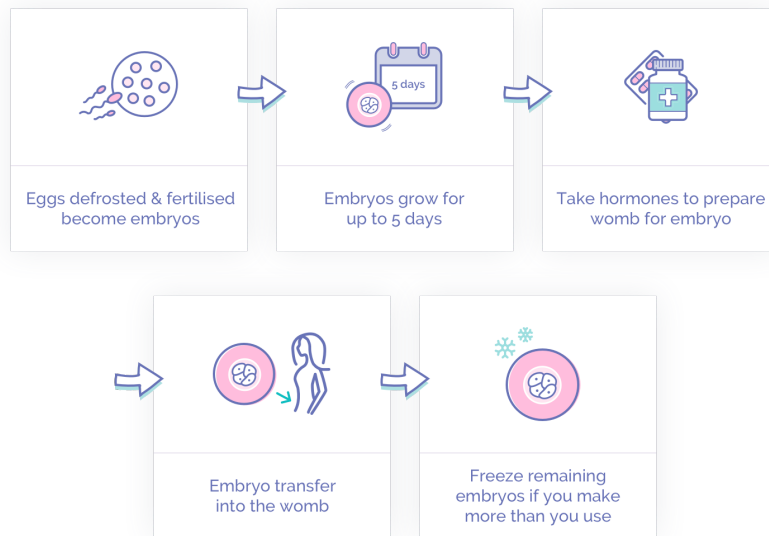 5 days
Eggs defrosted & fertilised
become embryos
Embryos grow for
up to 5 days
Take hormones to prepare
womb for embryo
Embryo transfer
into the womb
Freeze remaining
embryos if you make
more than you use